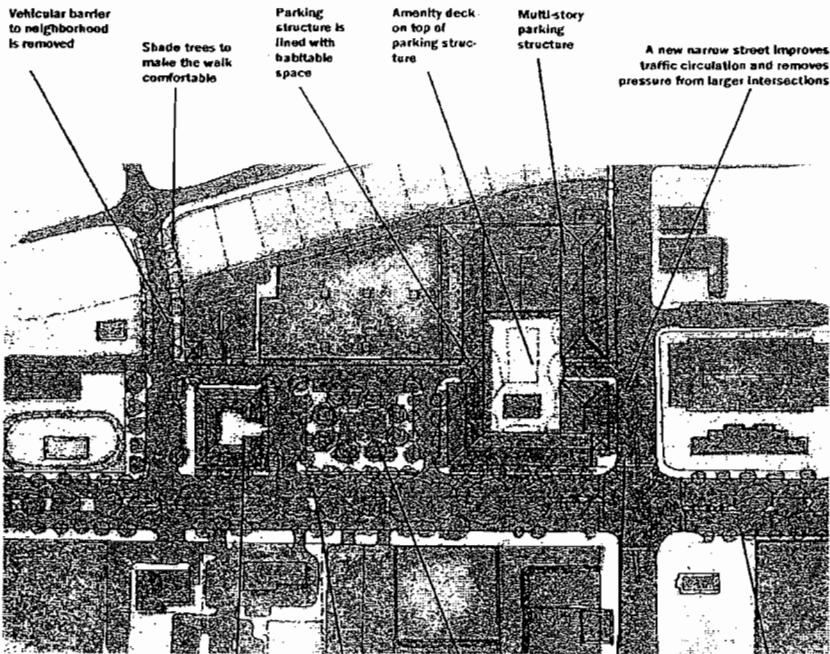 Vehicular barrier
to neighborhood
is removed
Shade trees to
make the walk
comfortable
Parking
structure is
lined with
habitable
space
Amenity deck
on top of
parking struc-
ture
Multi-story
parking
structure
A new narrow street improves
traffic circulation and removes
pressure from larger intersections